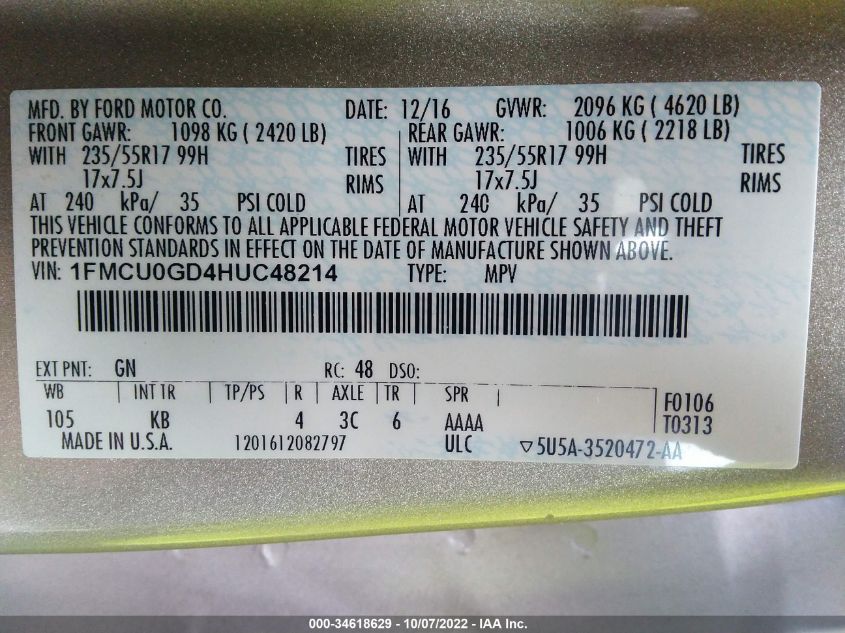 MFD. BY FORD MOTOR CO. DATE: 12/16 GVWR: 2096 KG ( 4620 LB)
FRONT GAWR: 1098 KG ( 2420 LB) REAR GAWR: 1006 KG ( 2218 LB)
WITH 235/55R17 99H TIRES WITH 235/55R17 99H TIRES
17x7.5J RIMS 17x7.5J RIMS
AT 240 kPa/ 35 PSI COLD AT 240 kPa/ 35 PSI COLD
THIS VEHICLE CONFORMS TO ALL APPLICABLE FEDERAL MOTOR VEHICLE SAFETY AND THEFT
PREVENTION STANDARDS IN EFFECT ON THE DATE OF MANUFACTURE SHOWN ABOVE.
VIN: 1FMCU0GD4HUC48214 TYPE: MPV
EXT PNT: GN RC: 48 DSO:
WB INT TR TP/PS R AXLE TR SPR F0106
105 KB 4 3C 6 AAAA T0313
MADE IN U.S.A. 1201612082797 ULC ▽5U5A-3520472-AA
000-34618629 - 10/07/2022 - IAA Inc.